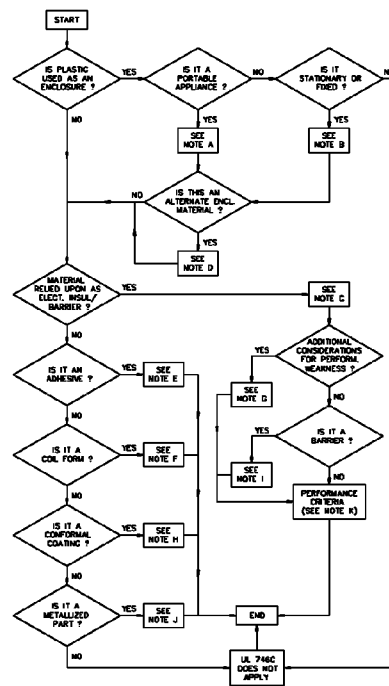 START
IS PLASTIC
USED AS AN
ENCLOSURE ?
YES
IS IT A
PORTABLE
APPLIANCE ?
NO
IS IT
STATIONARY OR
FIXED ?
NO
NO
YES
YES
SEE
NOTE A
SEE
NOTE B
NO
IS THIS AN
ALTERNATE ENCL.
MATERIAL ?
YES
SEE
NOTE D
MATERIAL
RELIED UPON AS
ELECT. INSUL/
BARRIER ?
YES
SEE
NOTE C
NO
ADDITIONAL
CONSIDERATIONS
FOR PERFORM.
WEAKNESS ?
YES
NO
IS IT AN
ADHESIVE ?
YES
SEE
NOTE E
SEE
NOTE G
NO
IS IT A
BARRIER ?
YES
NO
IS IT A
COIL FORM ?
YES
SEE
NOTE F
SEE
NOTE I
NO
PERFORMANCE
CRITERIA
(SEE NOTE K)
IS IT A
CONFORMAL
COATING ?
YES
SEE
NOTE H
NO
IS IT A
METALLIZED
PART ?
YES
SEE
NOTE J
END
NO
UL 746C
DOES NOT
APPLY